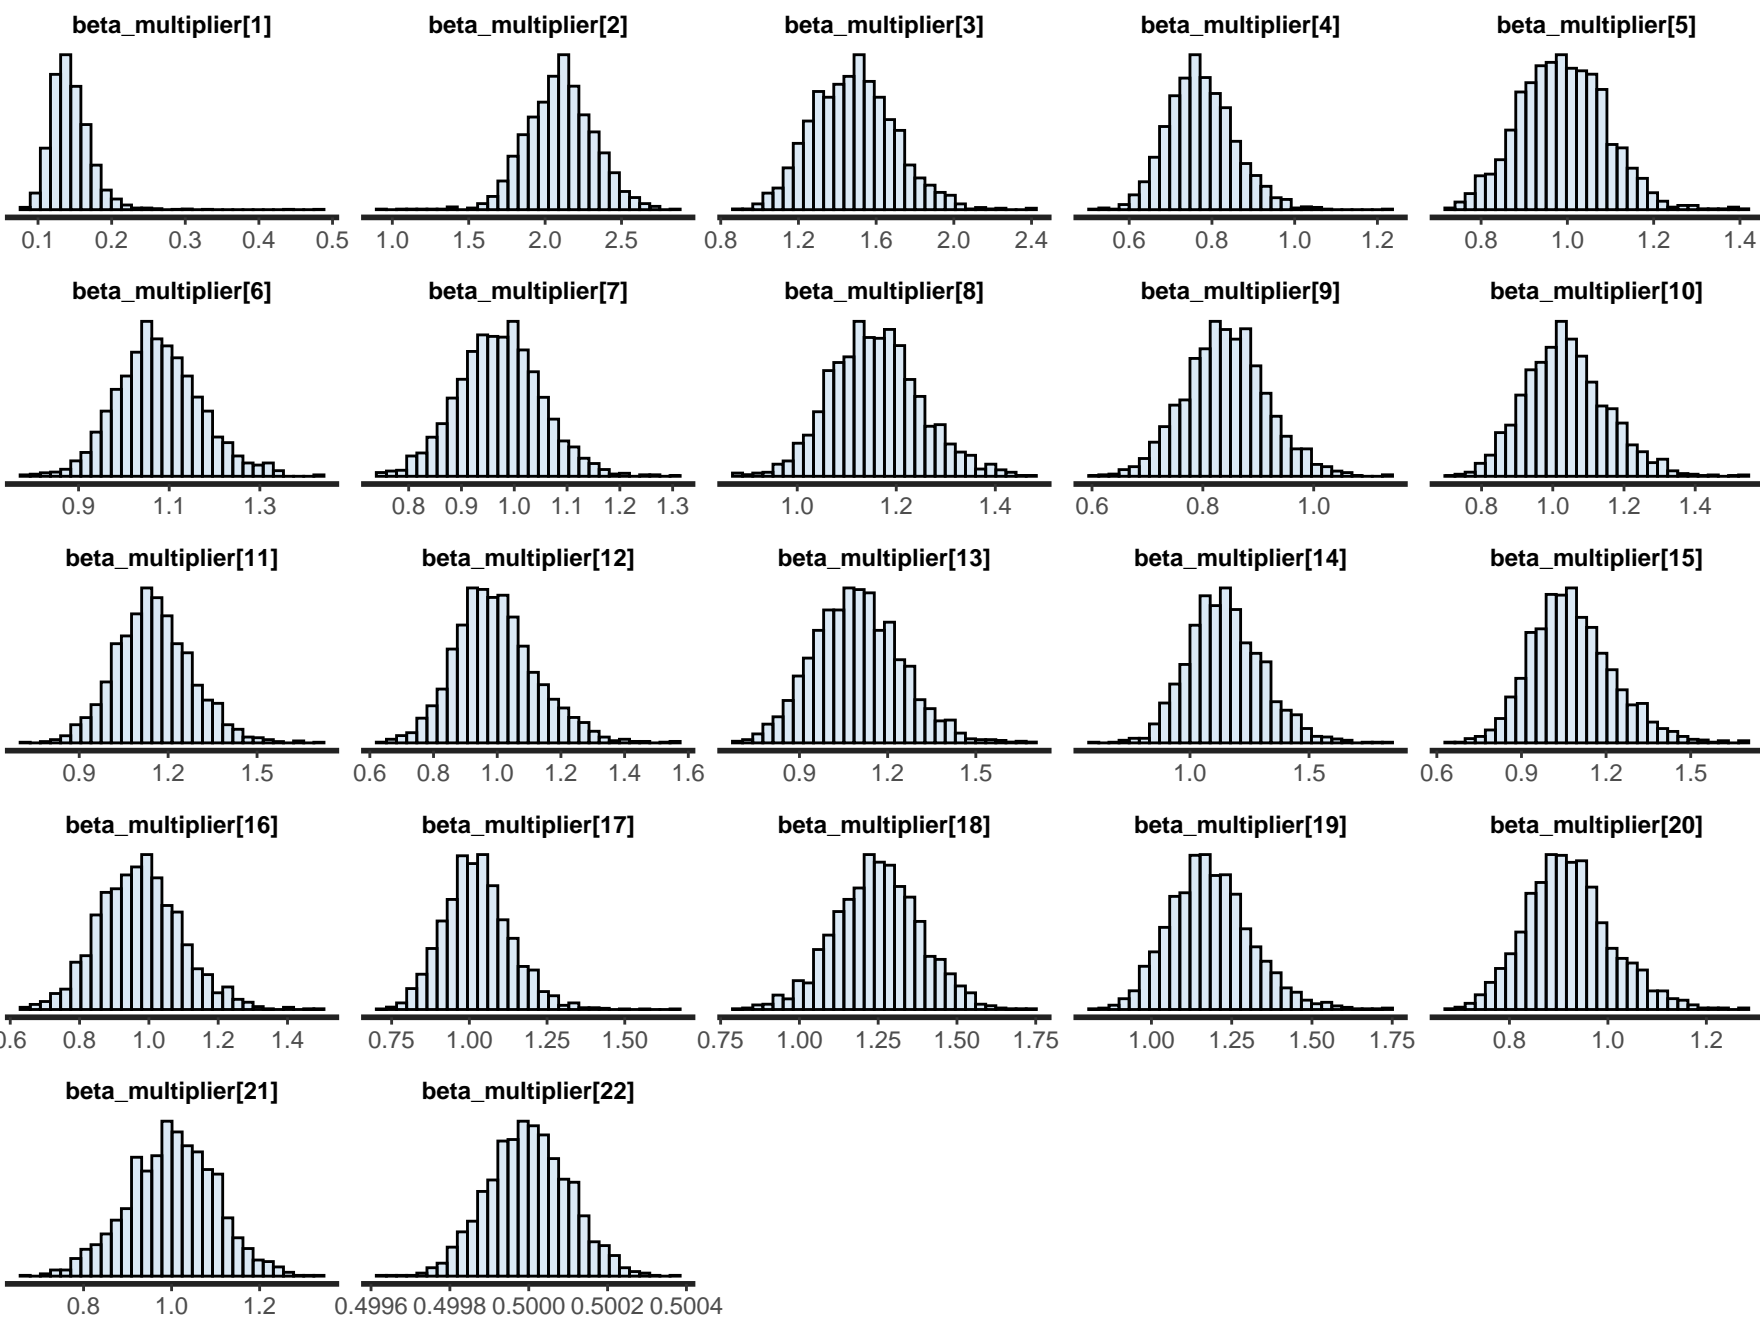 beta_multiplier[1] beta_multiplier[2] beta_multiplier[3] beta_multiplier[4] beta_multiplier[5]
0.1 0.2 0.3 0.4 0.5 1.0 1.5 2.0 2.5 0.8 1.2 1.6 2.0 2.4 0.6 0.8 1.0 1.2 0.8 1.0 1.2 1.4
beta_multiplier[6] beta_multiplier[7] beta_multiplier[8] beta_multiplier[9] beta_multiplier[10]
0.9 1.1 1.3 0.8 0.9 1.0 1.1 1.2 1.3 1.0 1.2 1.4 0.6 0.8 1.0 0.8 1.0 1.2 1.4
beta_multiplier[11] beta_multiplier[12] beta_multiplier[13] beta_multiplier[14] beta_multiplier[15]
0.9 1.2 1.5 0.6 0.8 1.0 1.2 1.4 1.6 0.9 1.2 1.5 1.0 1.5 0.6 0.9 1.2 1.5
beta_multiplier[16] beta_multiplier[17] beta_multiplier[18] beta_multiplier[19] beta_multiplier[20]
0.6 0.8 1.0 1.2 1.4 0.75 1.00 1.25 1.50 0.75 1.00 1.25 1.50 1.75 1.00 1.25 1.50 1.75 0.8 1.0 1.2
beta_multiplier[21] beta_multiplier[22]
0.8 1.0 1.2 0.4996 0.4998 0.5000 0.5002 0.5004